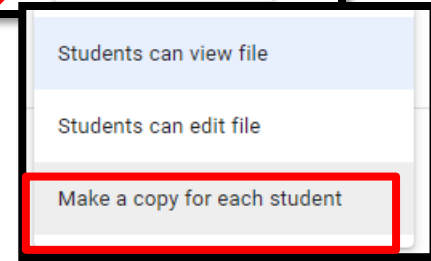 Students can view file
Students can edit file
Make a copy for each student